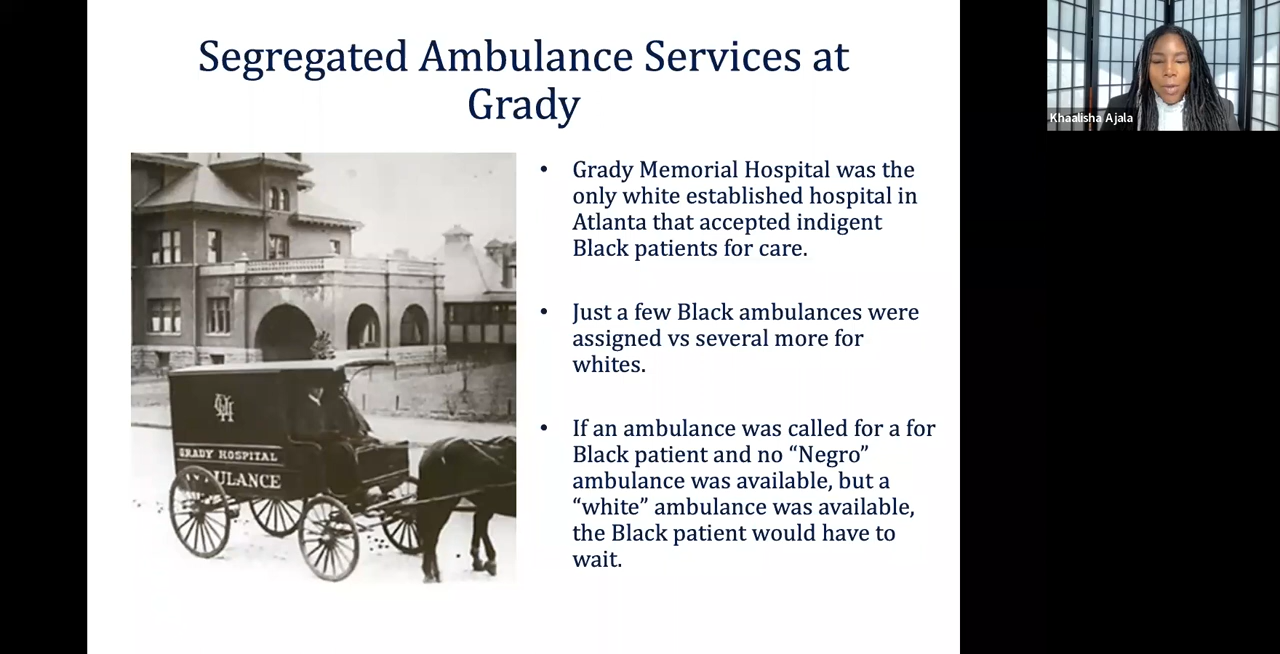 Segregated Ambulance Services at
Grady
Khaalisha Ajala
• Grady Memorial Hospital was the
only white established hospital in
Atlanta that accepted indigent
Black patients for care.
• Just a few Black ambulances were
assigned vs several more for
whites.
• If an ambulance was called for a for
Black patient and no “Negro”
ambulance was available, but a
“white” ambulance was available,
the Black patient would have to
wait.
GRADY HOSPITAL